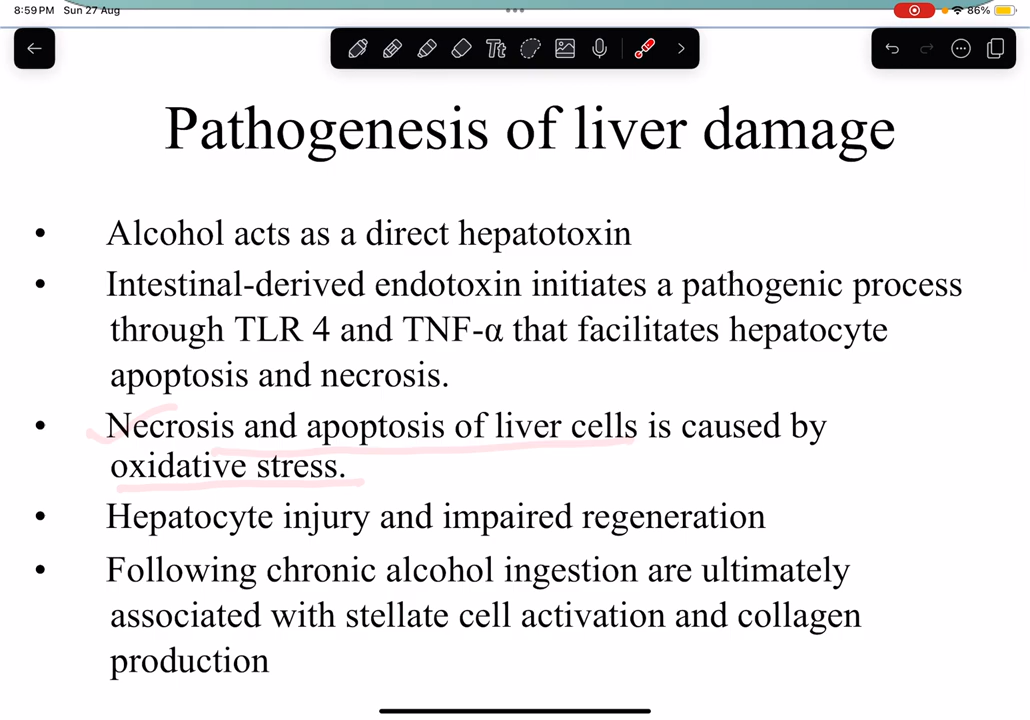 8:59 PM Sun 27 Aug
86%
Tt
Pathogenesis of liver damage
• Alcohol acts as a direct hepatotoxin
• Intestinal-derived endotoxin initiates a pathogenic process
through TLR 4 and TNF-α that facilitates hepatocyte
apoptosis and necrosis.
• Necrosis and apoptosis of liver cells is caused by
oxidative stress.
• Hepatocyte injury and impaired regeneration
• Following chronic alcohol ingestion are ultimately
associated with stellate cell activation and collagen
production